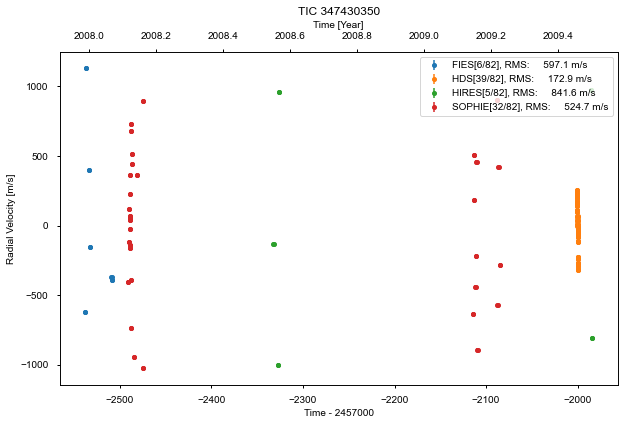 TIC 347430350
Time [Year]
2008.0 2008.2 2008.4 2008.6 2008.8 2009.0 2009.2 2009.4
FIES[6/82], RMS: 597.1 m/s
HDS[39/82], RMS: 172.9 m/s
HIRES[5/82], RMS: 841.6 m/s
SOPHIE[32/82], RMS: 524.7 m/s
Radial Velocity [m/s]
1000
500
0
−500
−1000
−2500 −2400 −2300 −2200 −2100 −2000
Time - 2457000